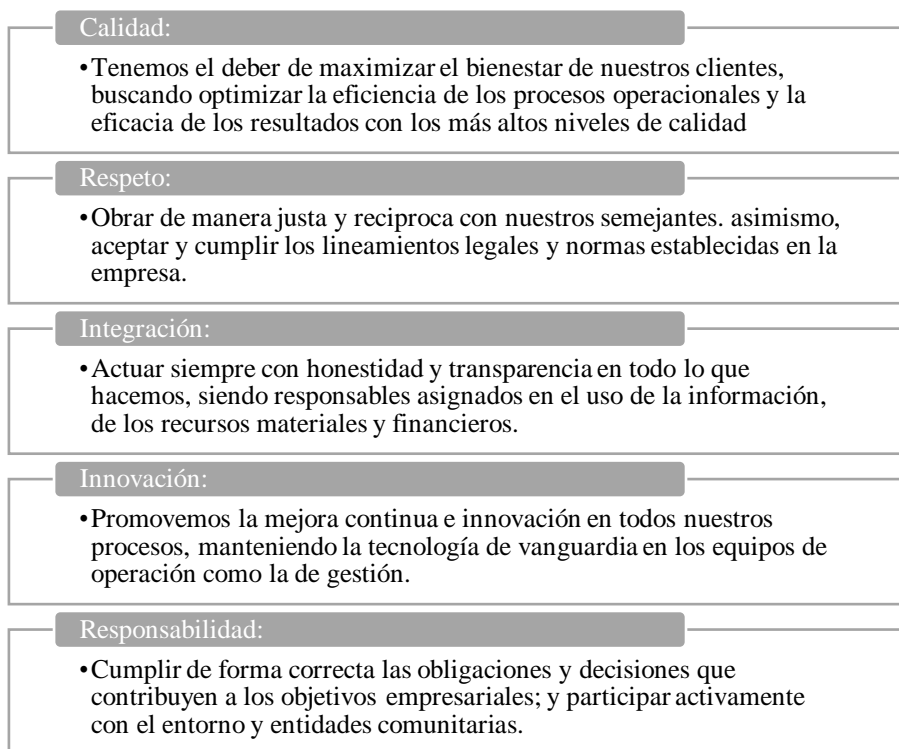 Calidad:
•Tenemos el deber de maximizar el bienestar de nuestros clientes,
buscando optimizar la eficiencia de los procesos operacionales y la
eficacia de los resultados con los más altos niveles de calidad
Respeto:
•Obrar de manera justa y reciproca con nuestros semejantes. asimismo,
aceptar y cumplir los lineamientos legales y normas establecidas en la
empresa.
Integración:
•Actuar siempre con honestidad y transparencia en todo lo que
hacemos, siendo responsables asignados en el uso de la información,
de los recursos materiales y financieros.
Innovación:
•Promovemos la mejora continua e innovación en todos nuestros
procesos, manteniendo la tecnología de vanguardia en los equipos de
operación como la de gestión.
Responsabilidad:
•Cumplir de forma correcta las obligaciones y decisiones que
contribuyen a los objetivos empresariales; y participar activamente
con el entorno y entidades comunitarias.